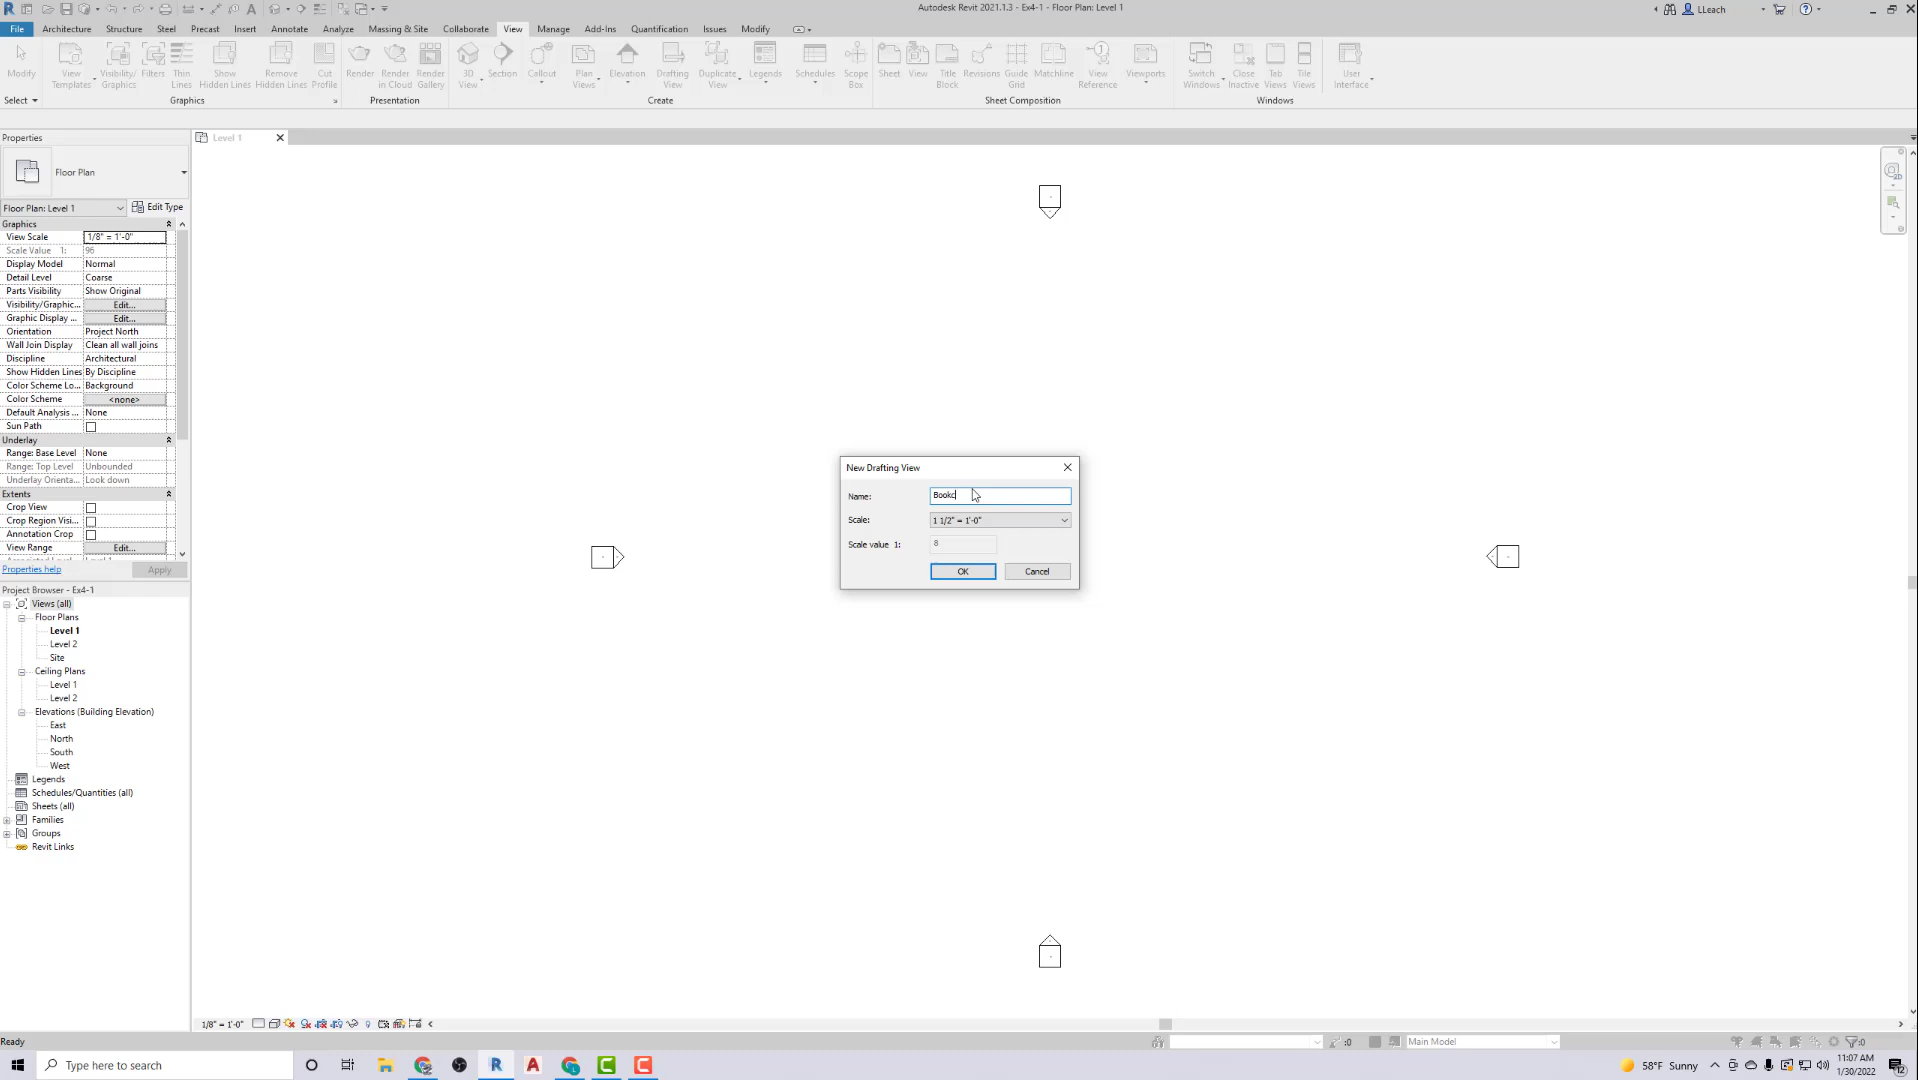 Autodesk Revit 2021.1.3 - Ex4-1 - Floor Plan: Level 1
LLeach
File Architecture Structure Steel Precast Insert Annotate Analyze Massing & Site Collaborate View Manage Add-Ins Quantification Issues Modify
Modify View Templates Visibility/ Graphics Filters Thin Lines Show Hidden Lines Remove Hidden Lines Cut Profile Render Render in Cloud Render Gallery 3D View Section Callout Plan Views Elevation Drafting View Duplicate View Legends Schedules Scope Box Sheet View Title Block Revisions Guide Grid Matchline View Reference Viewports Switch Windows Close Inactive Tab Views Tile Views User Interface
Select Graphics Presentation Create Sheet Composition Windows
Properties
Level 1
Floor Plan
Floor Plan: Level 1 Edit Type
Graphics
View Scale 1/8" = 1'-0"
Scale Value 1: 96
Display Model Normal
Detail Level Coarse
Parts Visibility Show Original
Visibility/Graphic... Edit...
Graphic Display ... Edit...
Orientation Project North
Wall Join Display Clean all wall joins
Discipline Architectural
Show Hidden Lines By Discipline
Color Scheme Lo... Background
Color Scheme <none>
Default Analysis ... None
Sun Path
Underlay
Range: Base Level None
Range: Top Level Unbounded
Underlay Orienta... Look down
Extents
Crop View
Crop Region Visi...
Annotation Crop
View Range Edit...
Properties help Apply
Project Browser - Ex4-1
Views (all)
Floor Plans
Level 1
Level 2
Site
Ceiling Plans
Level 1
Level 2
Elevations (Building Elevation)
East
North
South
West
Legends
Schedules/Quantities (all)
Sheets (all)
Families
Groups
Revit Links
New Drafting View
Name: Bookc
Scale: 1 1/2" = 1'-0"
Scale value 1: 8
OK Cancel
1/8" = 1'-0"
Ready
:0 Main Model :0
Type here to search
58°F Sunny
11:07 AM
1/30/2022